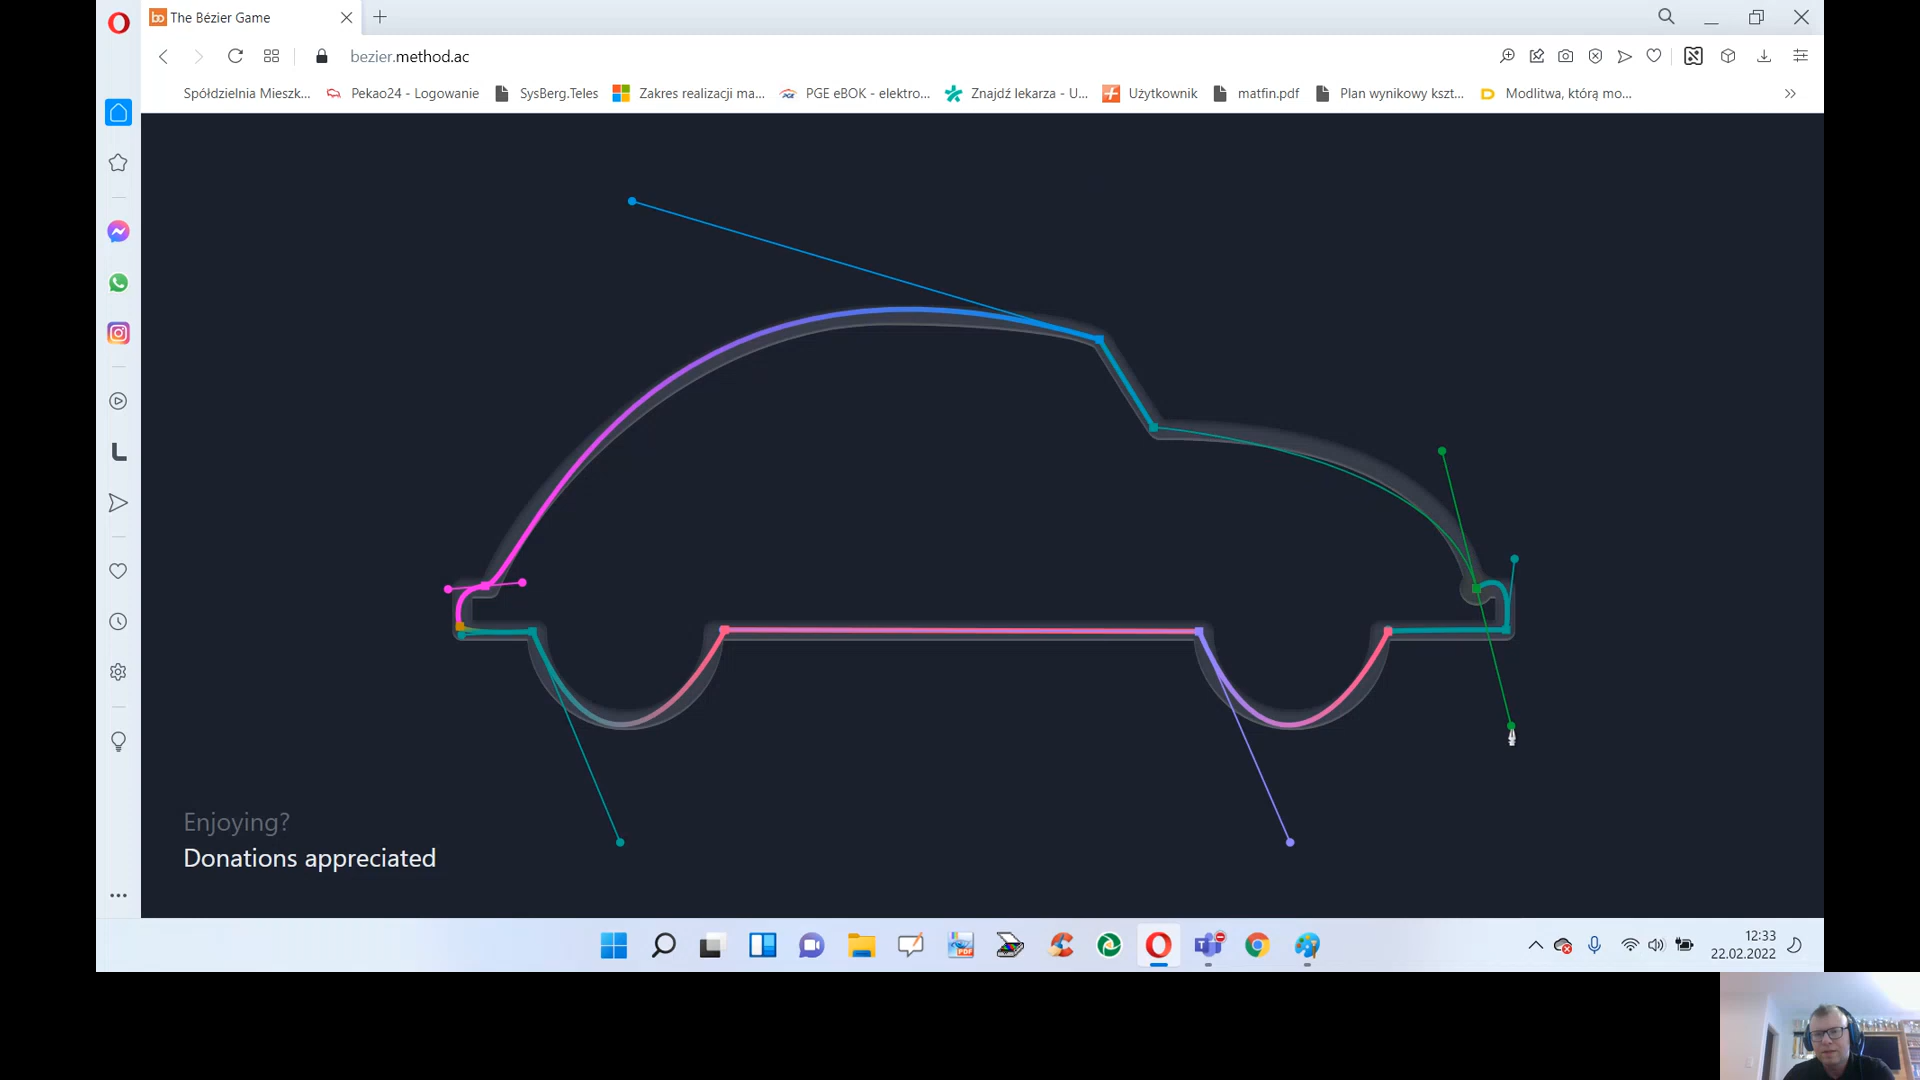 The Bézier Game
bezier.method.ac
Spółdzielnia Mieszk... Pekao24 - Logowanie SysBerg.Teles Zakres realizacji ma... PGE eBOK - elektro... Znajdź lekarza - U... Użytkownik matfin.pdf Plan wynikowy kszt... Modlitwa, którą mo...
Enjoying?
Donations appreciated
12:33
22.02.2022